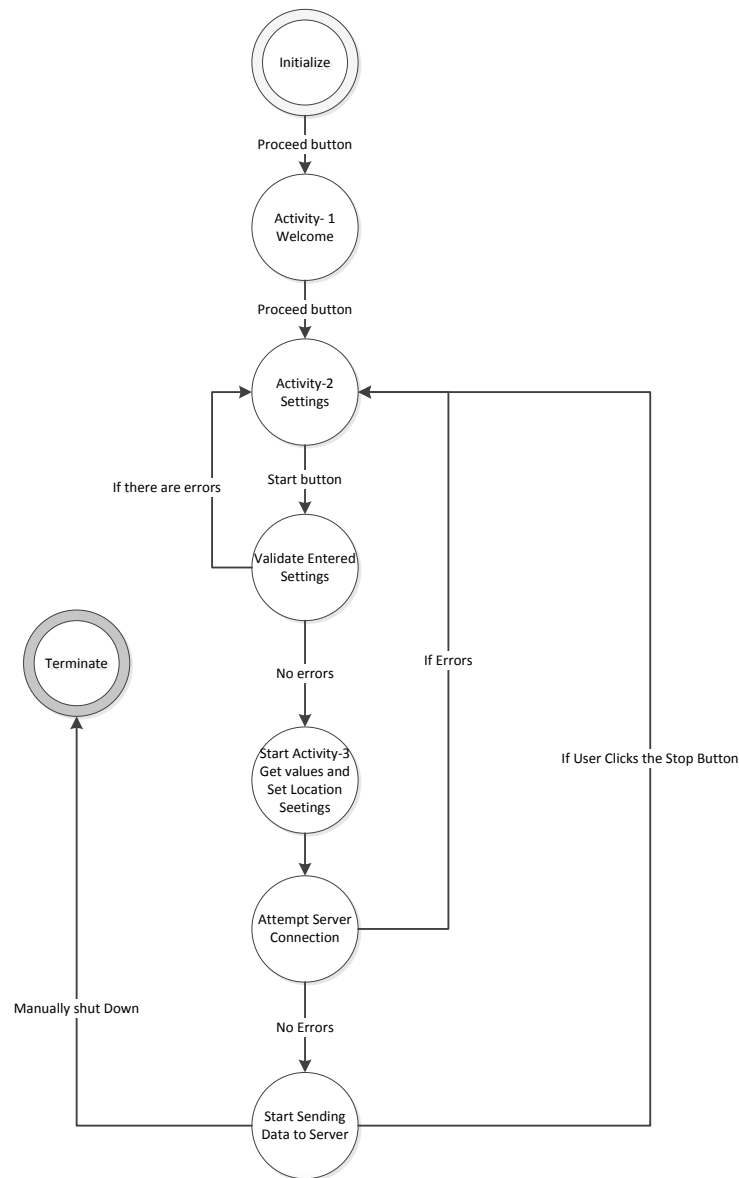 Initialize
Proceed button
Activity- 1
Welcome
Proceed button
Activity-2
Settings
Start button
If there are errors
Validate Entered
Settings
Terminate
If Errors
No errors
Start Activity-3
Get values and
Set Location
Seetings
If User Clicks the Stop Button
Attempt Server
Connection
Manually shut Down
No Errors
Start Sending
Data to Server